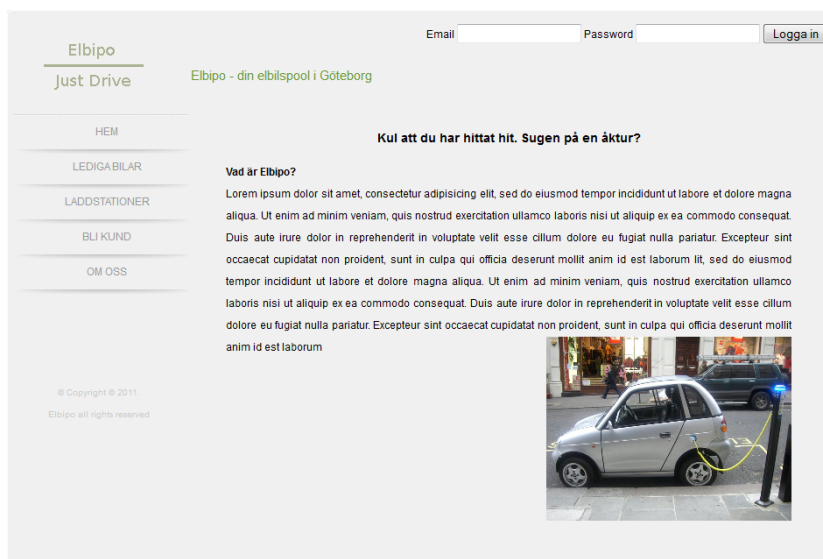 Email Password Logga in
Elbipo
Just Drive
Elbipo - din elbilspool i Göteborg
HEM
LEDIGA BILAR
LADDSTATIONER
BLI KUND
OM OSS
© Copyright © 2011.
Elbipo all rights reserved
Kul att du har hittat hit. Sugen på en åktur?
Vad är Elbipo?
Lorem ipsum dolor sit amet, consectetur adipisicing elit, sed do eiusmod tempor incididunt ut labore et dolore magna
aliqua. Ut enim ad minim veniam, quis nostrud exercitation ullamco laboris nisi ut aliquip ex ea commodo consequat.
Duis aute irure dolor in reprehenderit in voluptate velit esse cillum dolore eu fugiat nulla pariatur. Excepteur sint
occaecat cupidatat non proident, sunt in culpa qui officia deserunt mollit anim id est laborum lit, sed do eiusmod
tempor incididunt ut labore et dolore magna aliqua. Ut enim ad minim veniam, quis nostrud exercitation ullamco
laboris nisi ut aliquip ex ea commodo consequat. Duis aute irure dolor in reprehenderit in voluptate velit esse cillum
dolore eu fugiat nulla pariatur. Excepteur sint occaecat cupidatat non proident, sunt in culpa qui officia deserunt mollit
anim id est laborum